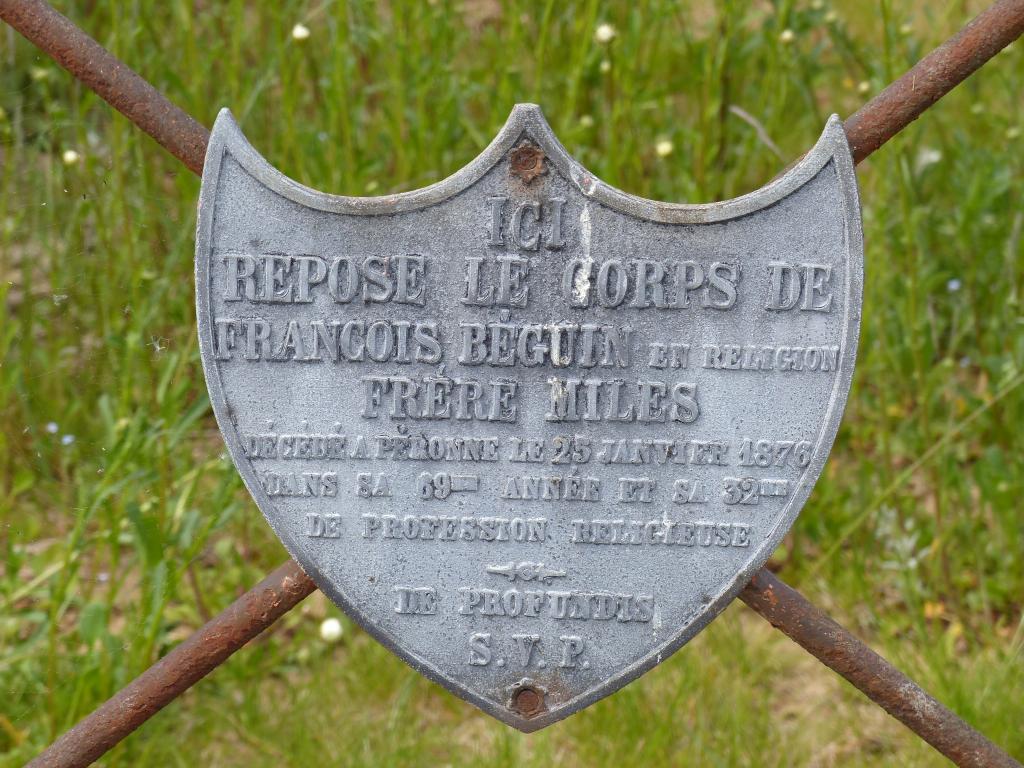 ICI
REPOSE LE CORPS DE
FRANCOIS BÉGUIN EN RELIGION
FRÈRE MILES
DÉCÉDÉ A PÉRONNE LE 25 JANVIER 1876
DANS SA 69ME ANNÉE ET SA 32ME
DE PROFESSION RELIGIEUSE
DE PROFUNDIS
S. V. P.